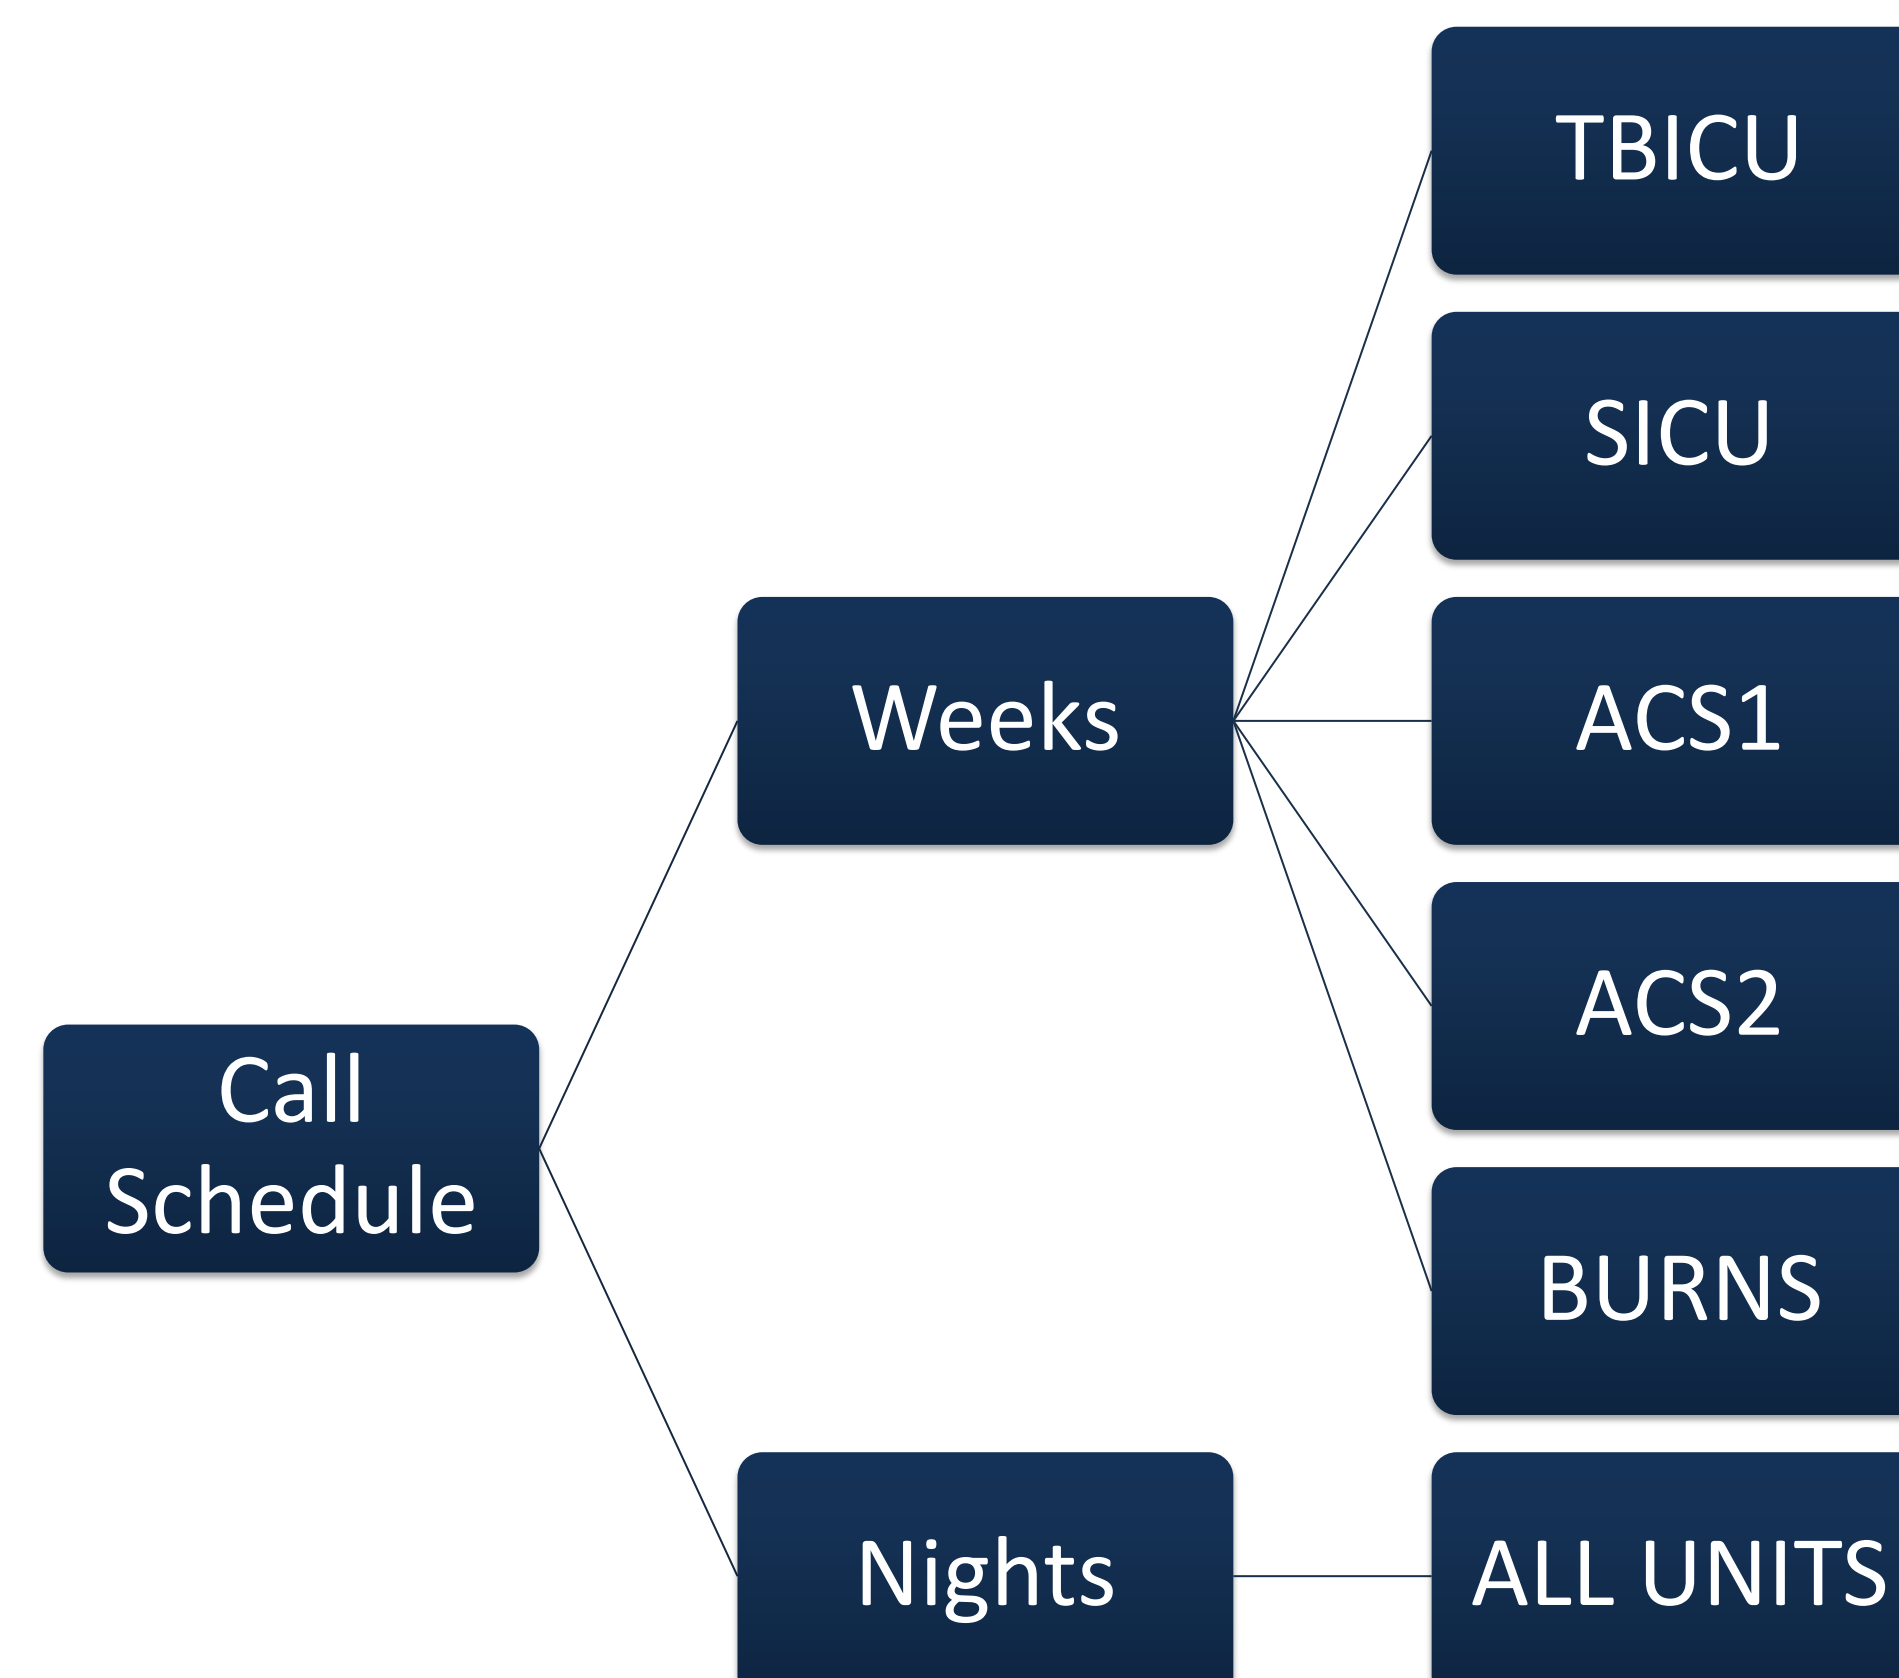 TBICU
SICU
Weeks
ACS1
ACS2
Call
Schedule
BURNS
Nights
ALL UNITS